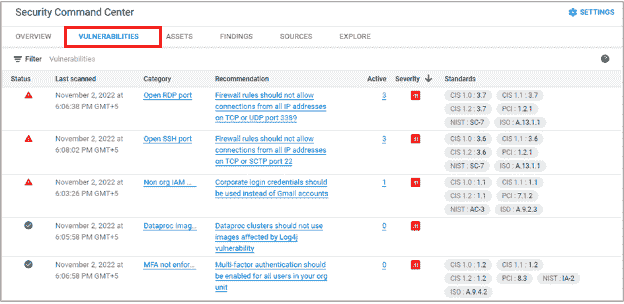 Security Command Center
SETTINGS
OVERVIEW VULNERABILITIES ASSETS FINDINGS SOURCES EXPLORE
Filter Vulnerabilities
Status Last scanned Category Recommendation Active Severity Standards
November 2, 2022 at Open RDP port Firewall rules should not allow 3 CIS 1.0 : 3.7 CIS 1.1 : 3.7
6:06:38 PM GMT+5 connections from all IP addresses CIS 1.2 : 3.7 PCI : 1.2.1
on TCP or UDP port 3389 NIST : SC-7 ISO : A.13.1.1
November 2, 2022 at Open SSH port Firewall rules should not allow 3 CIS 1.0 : 3.6 CIS 1.1 : 3.6
6:08:02 PM GMT+5 connections from all IP addresses CIS 1.2 : 3.6 PCI : 1.2.1
on TCP or SCTP port 22 NIST : SC-7 ISO : A.13.1.1
November 2, 2022 at Non org IAM ... Corporate login credentials should 1 CIS 1.0 : 1.1 CIS 1.1 : 1.1
6:03:26 PM GMT+5 be used instead of Gmail accounts CIS 1.2 : 1.1 PCI : 7.1.2
NIST : AC-3 ISO : A.9.2.3
November 2, 2022 at Dataproc imag... Dataproc clusters should not use 0
6:05:58 PM GMT+5 images affected by Log4j
vulnerability
November 2, 2022 at MFA not enfor... Multi-factor authentication should 0 CIS 1.0 : 1.2 CIS 1.1 : 1.2
6:06:58 PM GMT+5 be enabled for all users in your org CIS 1.2 : 1.2 PCI : 8.3 NIST : IA-2
unit ISO : A.9.4.2